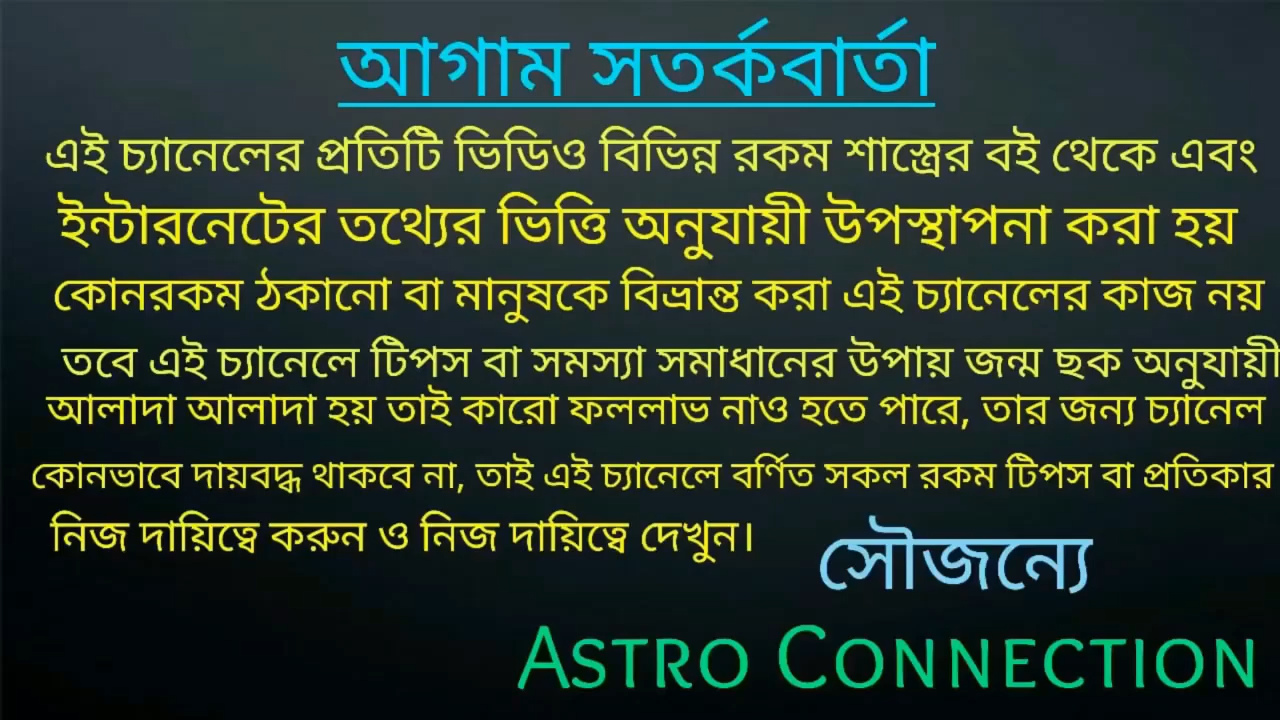 আগাম সতর্কবার্তা
এই চ্যানেলের প্রতিটি ভিডিও বিভিন্ন রকম শাস্ত্রের বই থেকে এবং
ইন্টারনেটের তথ্যের ভিত্তি অনুযায়ী উপস্থাপনা করা হয়
কোনরকম ঠকানো বা মানুষকে বিভ্রান্ত করা এই চ্যানেলের কাজ নয়
তবে এই চ্যানেলে টিপস বা সমস্যা সমাধানের উপায় জন্ম ছক অনুযায়ী
আলাদা আলাদা হয় তাই কারো ফললাভ নাও হতে পারে, তার জন্য চ্যানেল
কোনভাবে দায়বদ্ধ থাকবে না, তাই এই চ্যানেলে বর্ণিত সকল রকম টিপস বা প্রতিকার
নিজ দায়িত্বে করুন ও নিজ দায়িত্বে দেখুন।
সৌজন্যে
ASTRO CONNECTION